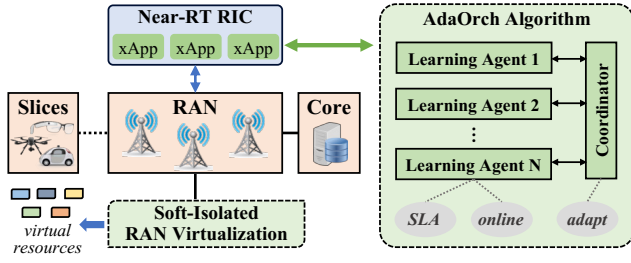 Near-RT RIC
xApp xApp xApp
Slices
RAN
Core
Soft-Isolated
RAN Virtualization
virtual
resources
AdaOrch Algorithm
Learning Agent 1
Learning Agent 2
...
Learning Agent N
Coordinator
SLA online adapt